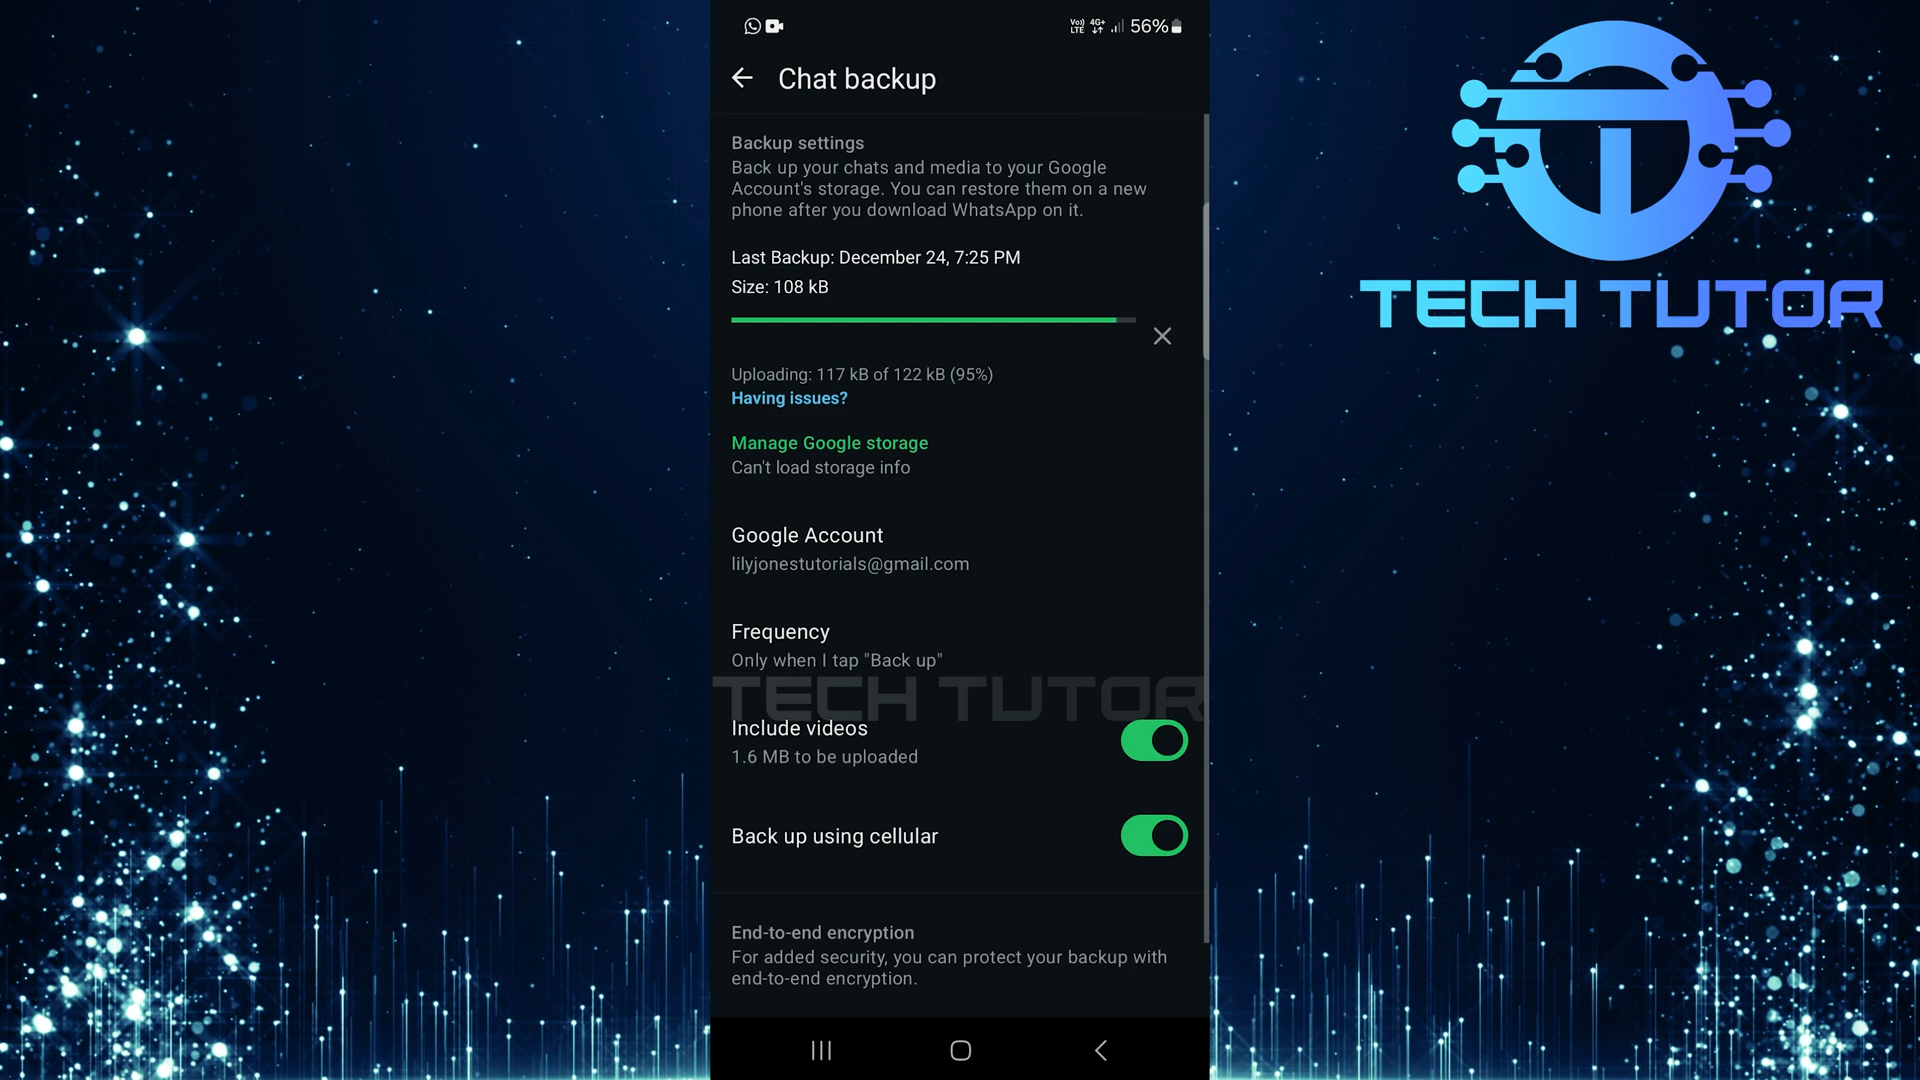 Vo)) 4G+
LTE
56%
Chat backup
Backup settings
Back up your chats and media to your Google
Account's storage. You can restore them on a new
phone after you download WhatsApp on it.
Last Backup: December 24, 7:25 PM
Size: 108 kB
Uploading: 117 kB of 122 kB (95%)
Having issues?
Manage Google storage
Can't load storage info
Google Account
lilyjonestutorials@gmail.com
Frequency
Only when I tap "Back up"
TECH TUTOR
Include videos
1.6 MB to be uploaded
Back up using cellular
End-to-end encryption
For added security, you can protect your backup with
end-to-end encryption.
TECH TUTOR